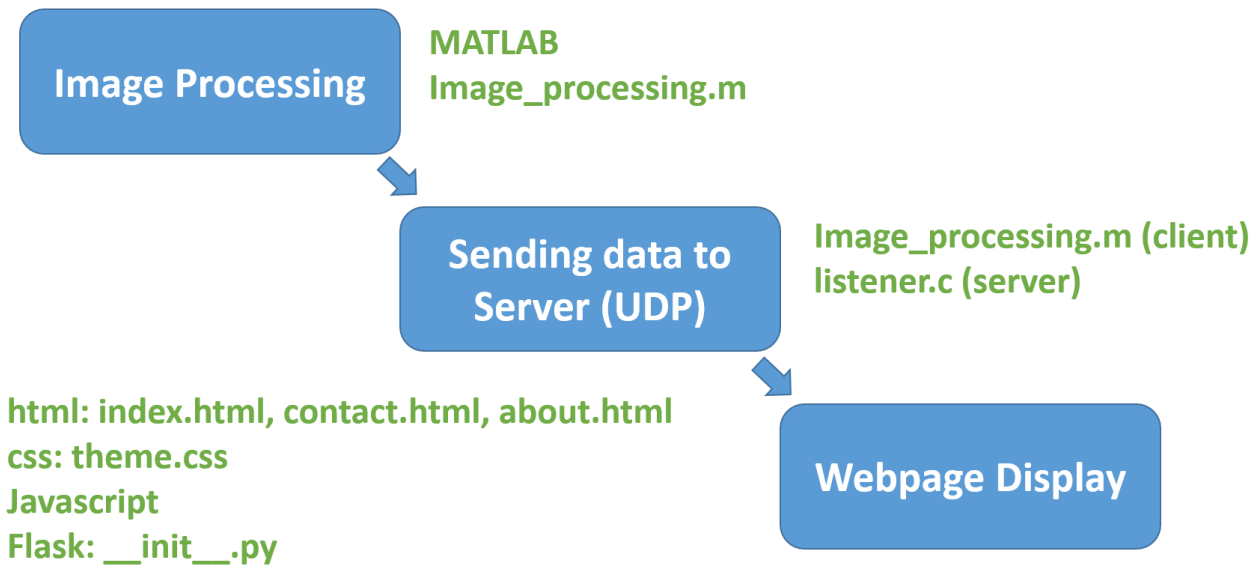 Image Processing
MATLAB
Image_processing.m
Sending data to
Server (UDP)
Image_processing.m (client)
listener.c (server)
html: index.html, contact.html, about.html
css: theme.css
Javascript
Flask: __init__.py
Webpage Display